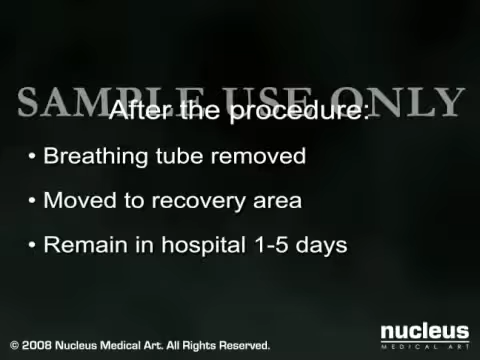 SAMPLE USE ONLY
After the procedure:
• Breathing tube removed
• Moved to recovery area
• Remain in hospital 1-5 days
nucleus
MEDICAL ART
© 2008 Nucleus Medical Art. All Rights Reserved.